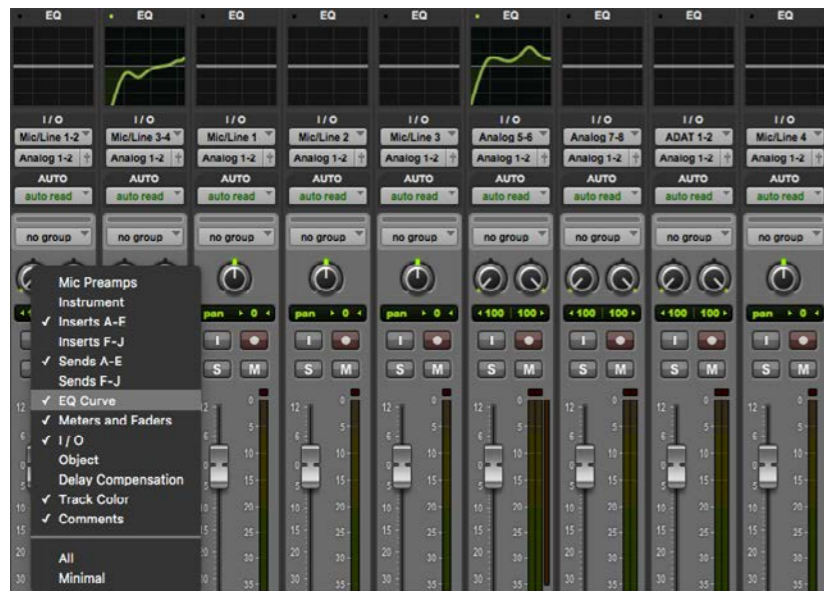 EQ EQ EQ EQ EQ EQ EQ EQ EQ
I/O I/O I/O I/O I/O I/O I/O I/O I/O
Mic/Line 1-2 Mic/Line 3-4 Mic/Line 1 Mic/Line 2 Mic/Line 3 Analog 5-6 Analog 7-8 ADAT 1-2 Mic/Line 4
Analog 1-2 Analog 1-2 Analog 1-2 Analog 1-2 Analog 1-2 Analog 1-2 Analog 1-2 Analog 1-2 Analog 1-2
AUTO AUTO AUTO AUTO AUTO AUTO AUTO AUTO AUTO
auto read auto read auto read auto read auto read auto read auto read auto read auto read
no group no group no group no group no group no group no group no group no group
pan 0 pan 0 pan 0 100 100 100 100 100 100 pan 0
I I I I I I I
S M S M S M S M S M S M S M
Mic Preamps
Instrument
✓ Inserts A-E
Inserts F-J
✓ Sends A-E
Sends F-J
✓ EQ Curve
✓ Meters and Faders
✓ I / O
Object
Delay Compensation
✓ Track Color
✓ Comments
All
Minimal